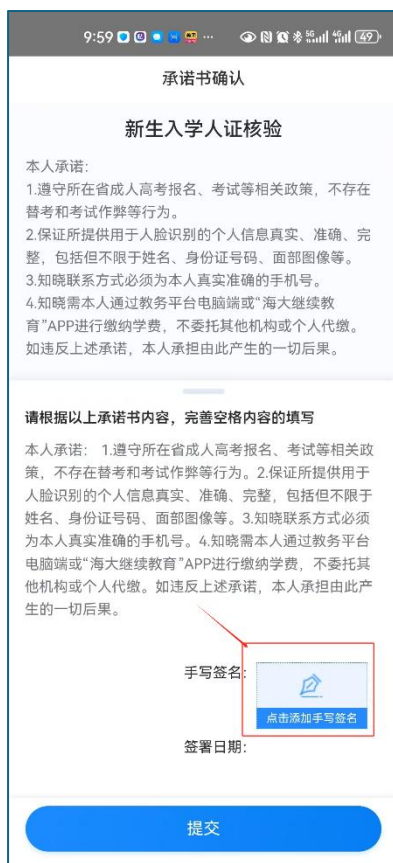 9:59 ··· 5G 4G 49
承诺书确认
新生入学人证核验
本人承诺:
1.遵守所在省成人高考报名、考试等相关政策，不存在
替考和考试作弊等行为。
2.保证所提供用于人脸识别的个人信息真实、准确、完
整，包括但不限于姓名、身份证号码、面部图像等。
3.知晓联系方式必须为本人真实准确的手机号。
4.知晓需本人通过教务平台电脑端或“海大继续教
育”APP进行缴纳学费，不委托其他机构或个人代缴。
如违反上述承诺，本人承担由此产生的一切后果。
请根据以上承诺书内容，完善空格内容的填写
本人承诺: 1.遵守所在省成人高考报名、考试等相关政
策，不存在替考和考试作弊等行为。2.保证所提供用于
人脸识别的个人信息真实、准确、完整，包括但不限于
姓名、身份证号码、面部图像等。3.知晓联系方式必须
为本人真实准确的手机号。4.知晓需本人通过教务平台
电脑端或“海大继续教育”APP进行缴纳学费，不委托其
他机构或个人代缴。如违反上述承诺，本人承担由此产
生的一切后果。
手写签名:
点击添加手写签名
签署日期:
提交